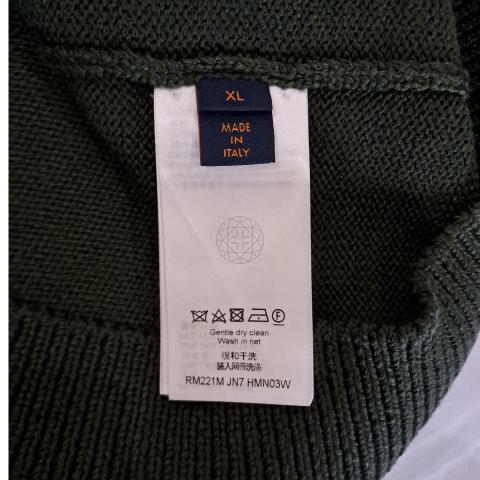 XL
MADE
IN
ITALY
F
Gentle dry clean
Wash in net
缓和干洗
装入网带洗涤
RM221M JN7 HMN03W